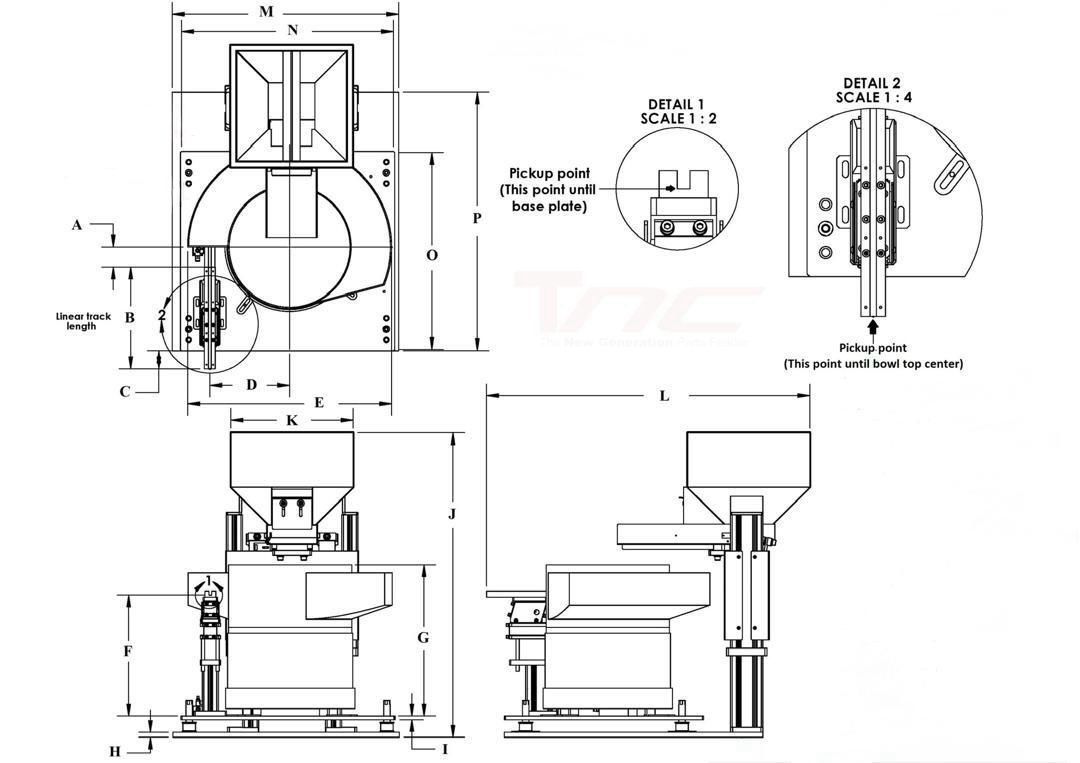 M
N
DETAIL 1
SCALE 1 : 2
DETAIL 2
SCALE 1 : 4
Pickup point
(This point until
base plate)
A
P
O
B
Linear track
length
2
C
D
E
K
TNC
The New Generation Parts Feeder
Pickup point
(This point until bowl top center)
L
J
1
F
G
H
I